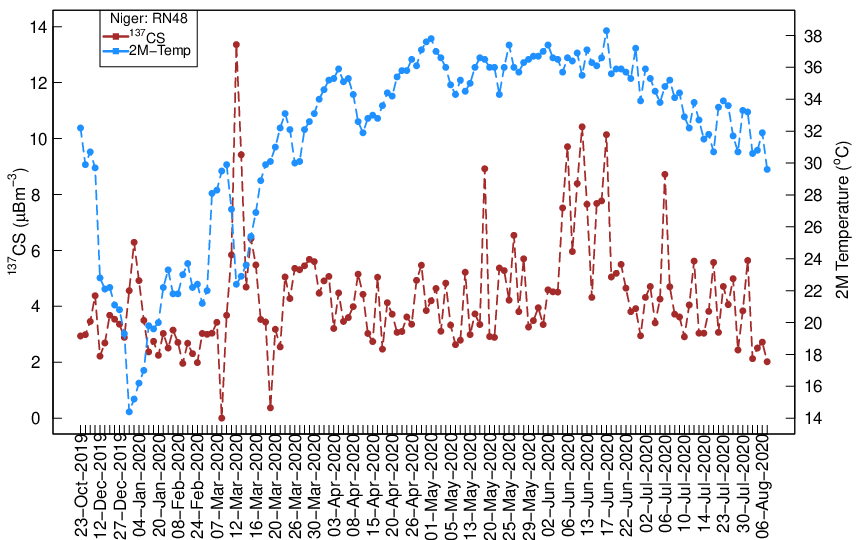 Niger: RN48
¹³⁷CS
2M−Temp
14
12
10
8
6
4
2
0
¹³⁷CS (μBm⁻³)
38
36
34
32
30
28
26
24
22
20
18
16
14
2M Temperature (°C)
23−Oct−2019
12−Dec−2019
27−Dec−2019
04−Jan−2020
20−Jan−2020
08−Feb−2020
24−Feb−2020
07−Mar−2020
12−Mar−2020
16−Mar−2020
26−Mar−2020
30−Mar−2020
03−Apr−2020
08−Apr−2020
15−Apr−2020
20−Apr−2020
26−Apr−2020
01−May−2020
05−May−2020
13−May−2020
20−May−2020
25−May−2020
29−May−2020
02−Jun−2020
06−Jun−2020
13−Jun−2020
17−Jun−2020
22−Jun−2020
02−Jul−2020
06−Jul−2020
10−Jul−2020
14−Jul−2020
23−Jul−2020
30−Jul−2020
06−Aug−2020